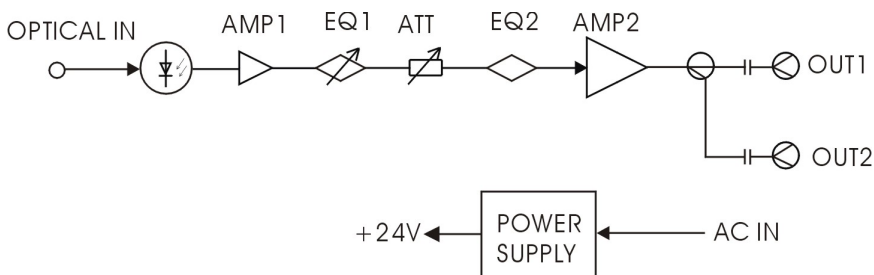 OPTICAL IN
AMP1
EQ1
ATT
EQ2
AMP2
OUT1
OUT2
+24V
POWER
SUPPLY
AC IN